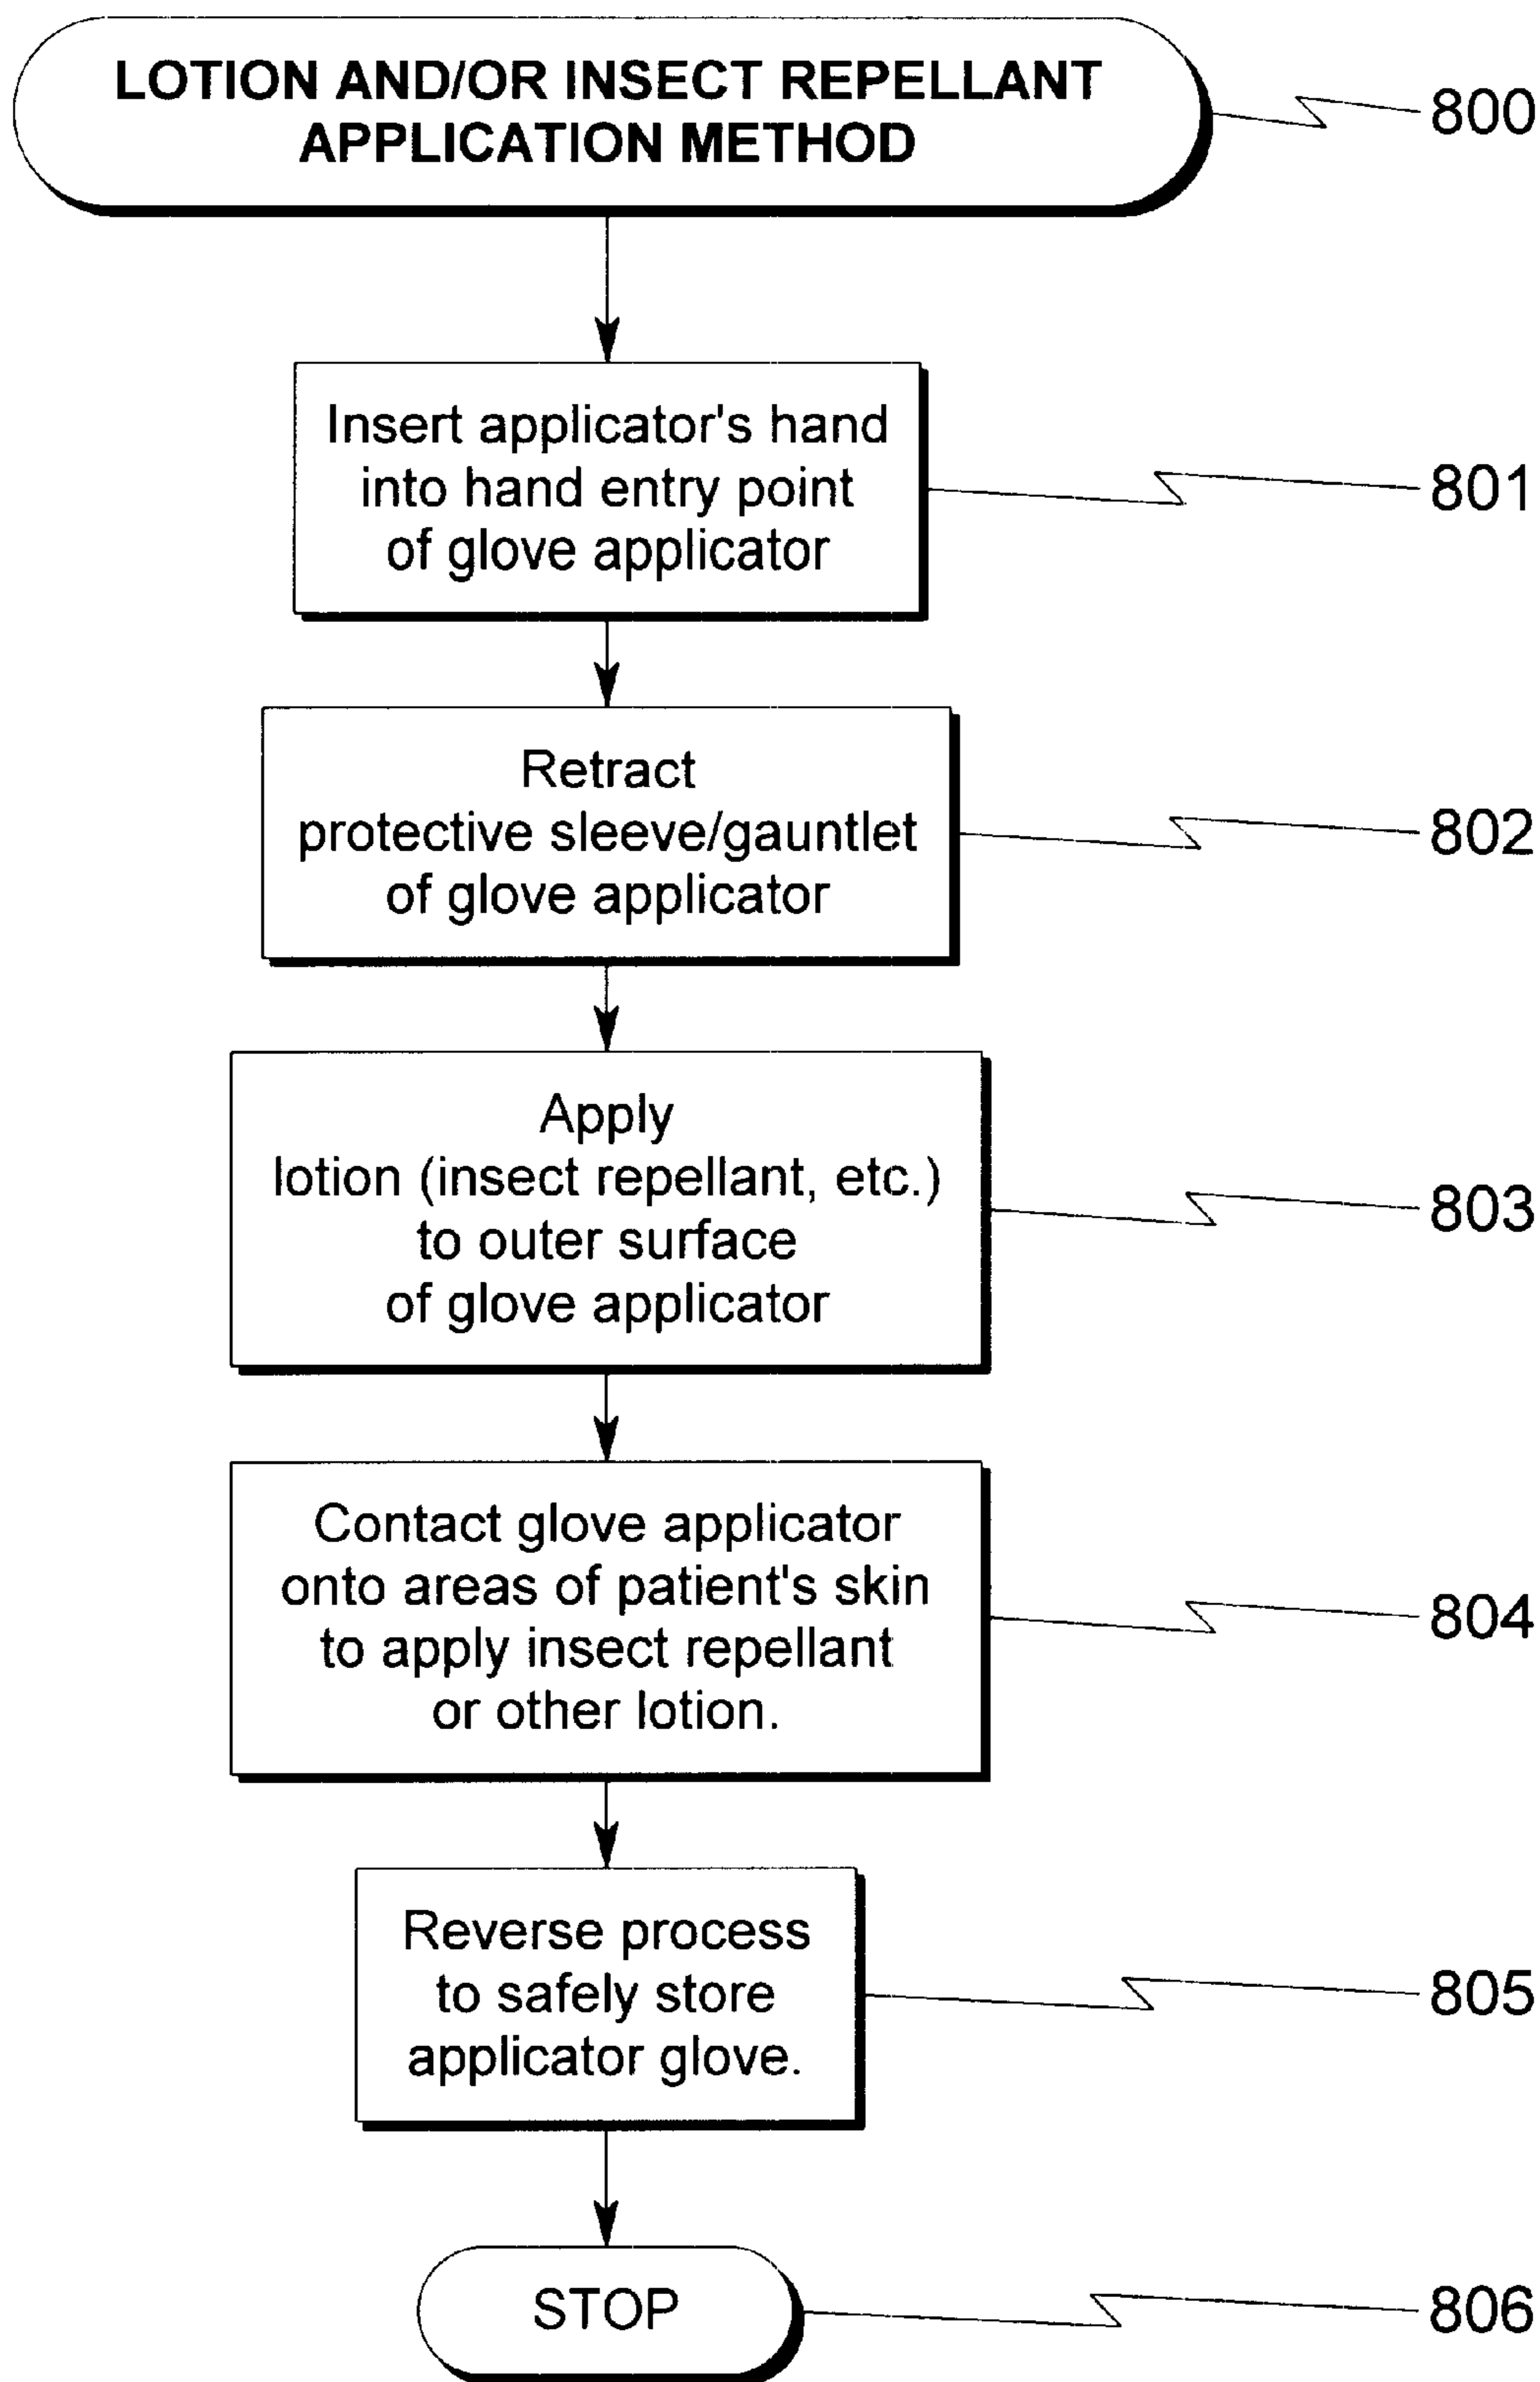 LOTION AND/OR INSECT REPELLANT
APPLICATION METHOD
800
Insert applicator's hand
into hand entry point
of glove applicator
801
Retract
protective sleeve/gauntlet
of glove applicator
802
Apply
lotion (insect repellant, etc.)
to outer surface
of glove applicator
803
Contact glove applicator
onto areas of patient's skin
to apply insect repellant
or other lotion.
804
Reverse process
to safely store
applicator glove.
805
STOP
806